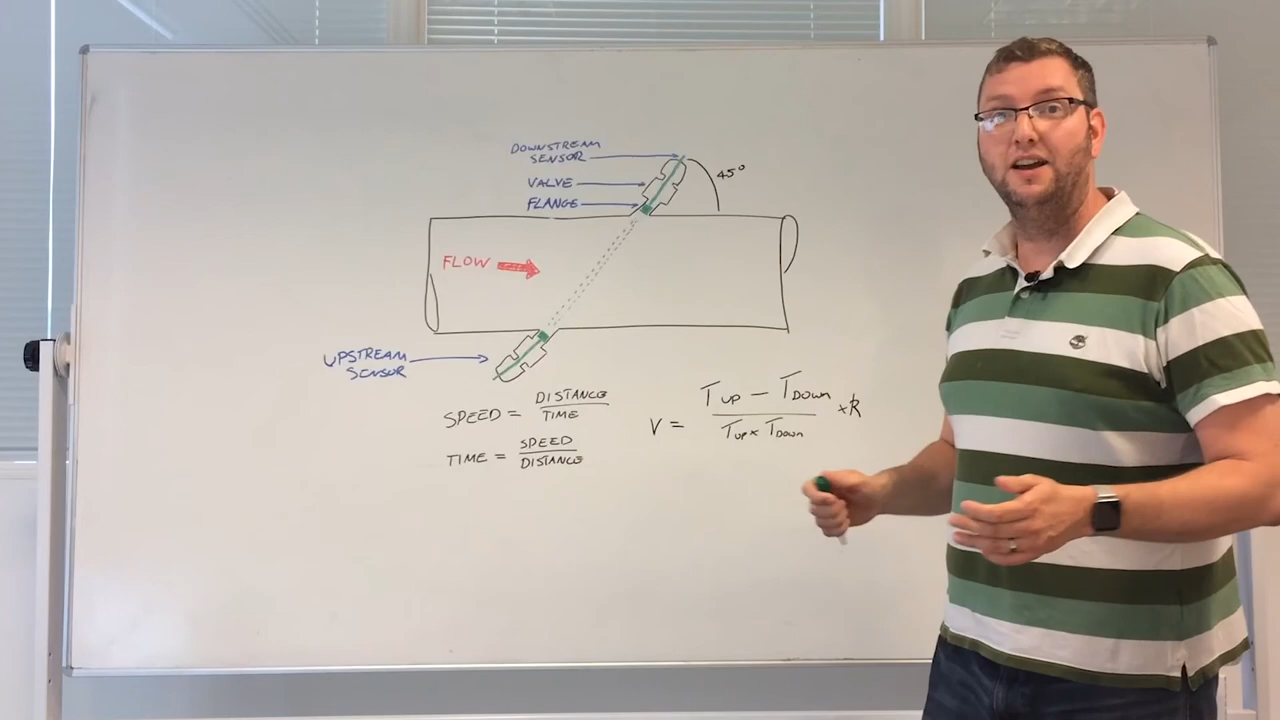 DOWNSTREAM
SENSOR
VALVE
FLANGE
45°
FLOW
UPSTREAM
SENSOR
SPEED = DISTANCE / TIME
TIME = SPEED / DISTANCE
V = TUP - TDOWN / TUP x TDOWN x k